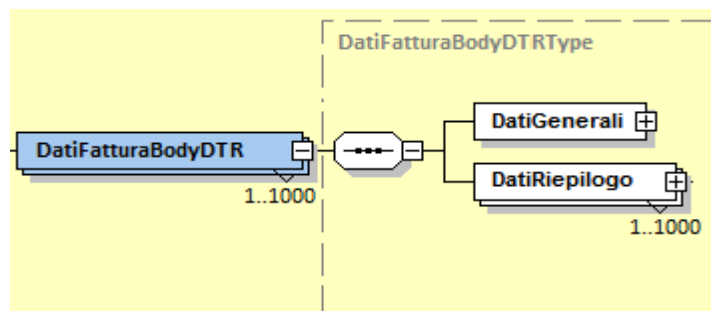 DatiFatturaBodyDTRType
DatiGenerali
DatiFatturaBodyDTR
1..1000
DatiRiepilogo
1..1000